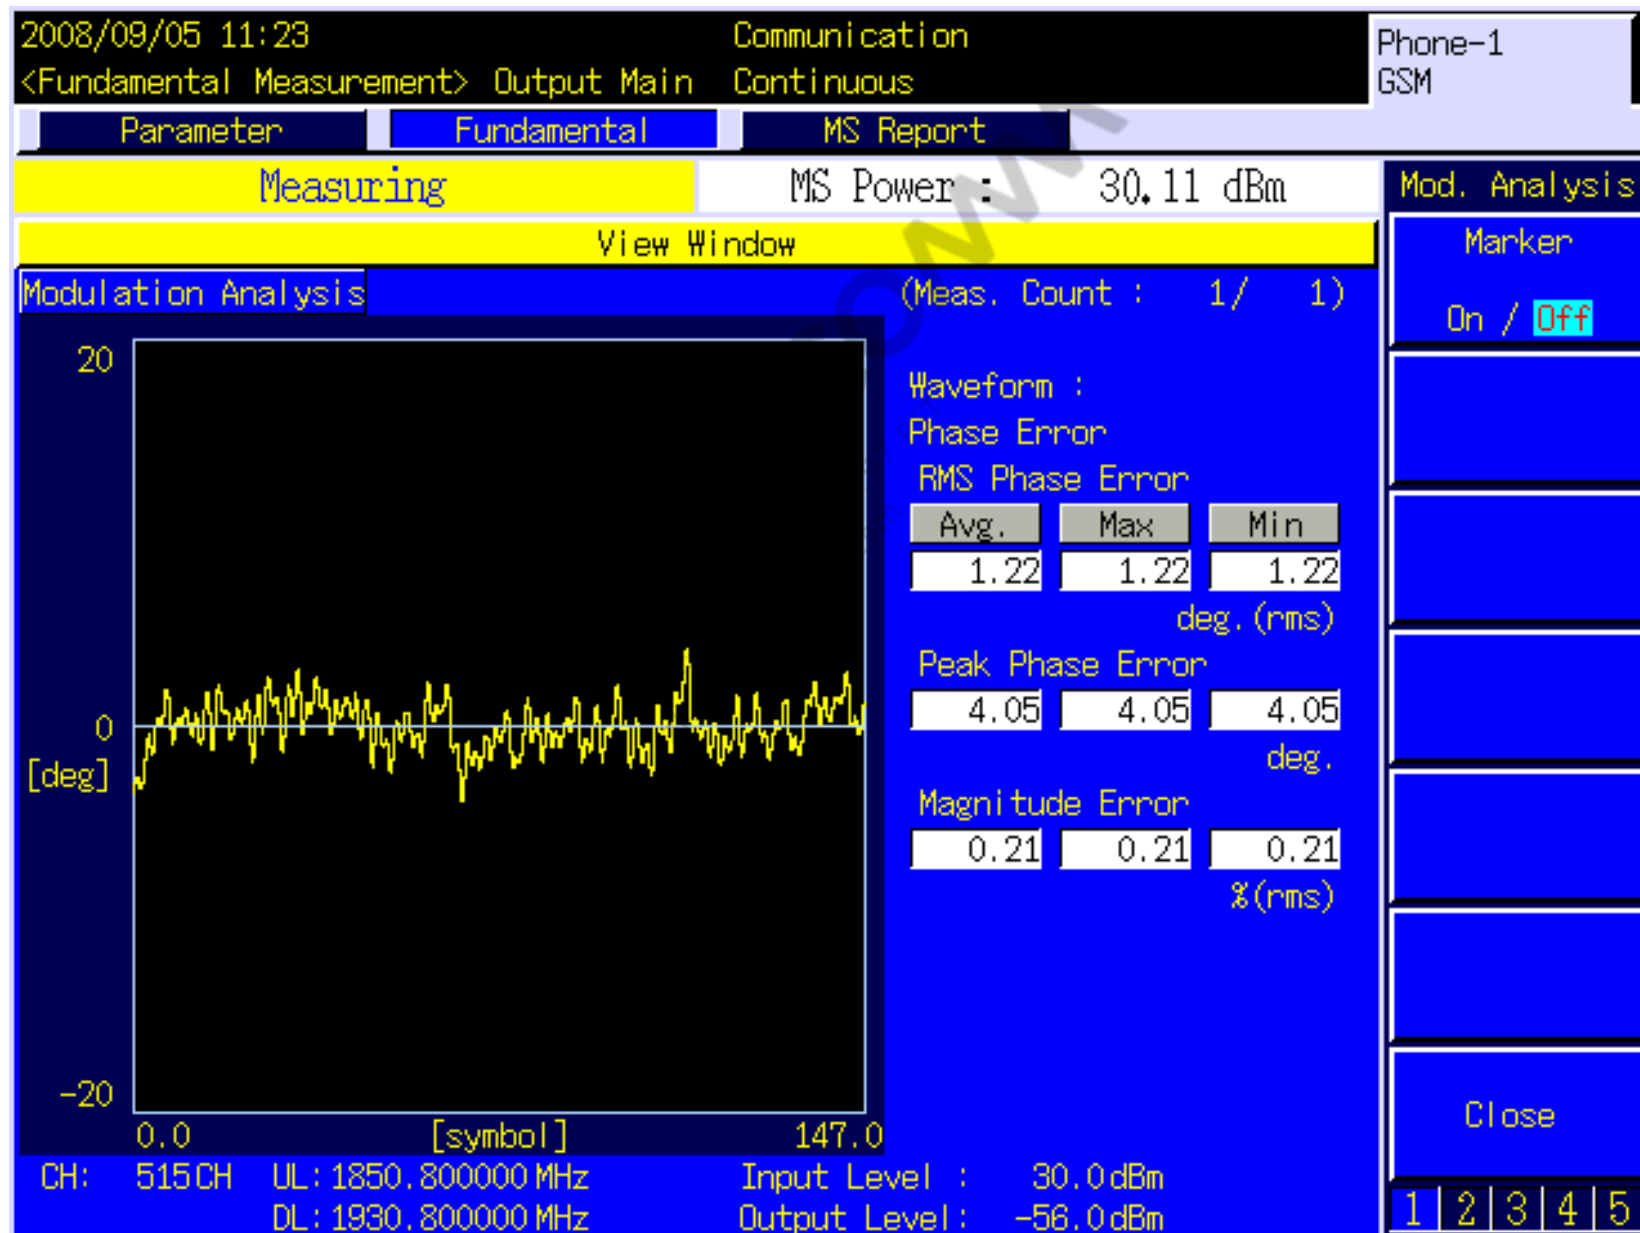 2008/09/05 11:23 Communication Phone-1
<Fundamental Measurement> Output Main Continuous GSM
Parameter Fundamental MS Report
Measuring MS Power : 30.11 dBm Mod. Analysis
View Window Marker
Modulation Analysis (Meas. Count : 1/ 1)
On / Off
20
Waveform :
Phase Error
RMS Phase Error
Avg. Max Min
1.22 1.22 1.22
deg.(rms)
Peak Phase Error
0 4.05 4.05 4.05
[deg] deg.
Magnitude Error
0.21 0.21 0.21
%(rms)
-20
Close
0.0 [symbol] 147.0
CH: 515CH UL:1850.800000MHz Input Level : 30.0dBm
DL:1930.800000MHz Output Level: -56.0dBm
1 2 3 4 5